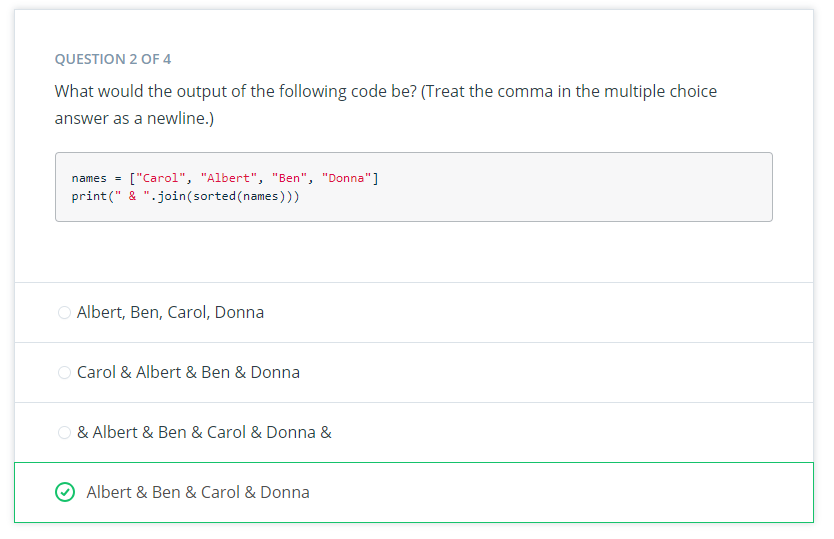 QUESTION 2 OF 4
What would the output of the following code be? (Treat the comma in the multiple choice
answer as a newline.)
names = ["Carol", "Albert", "Ben", "Donna"]
print(" & ".join(sorted(names)))
Albert, Ben, Carol, Donna
Carol & Albert & Ben & Donna
& Albert & Ben & Carol & Donna &
Albert & Ben & Carol & Donna